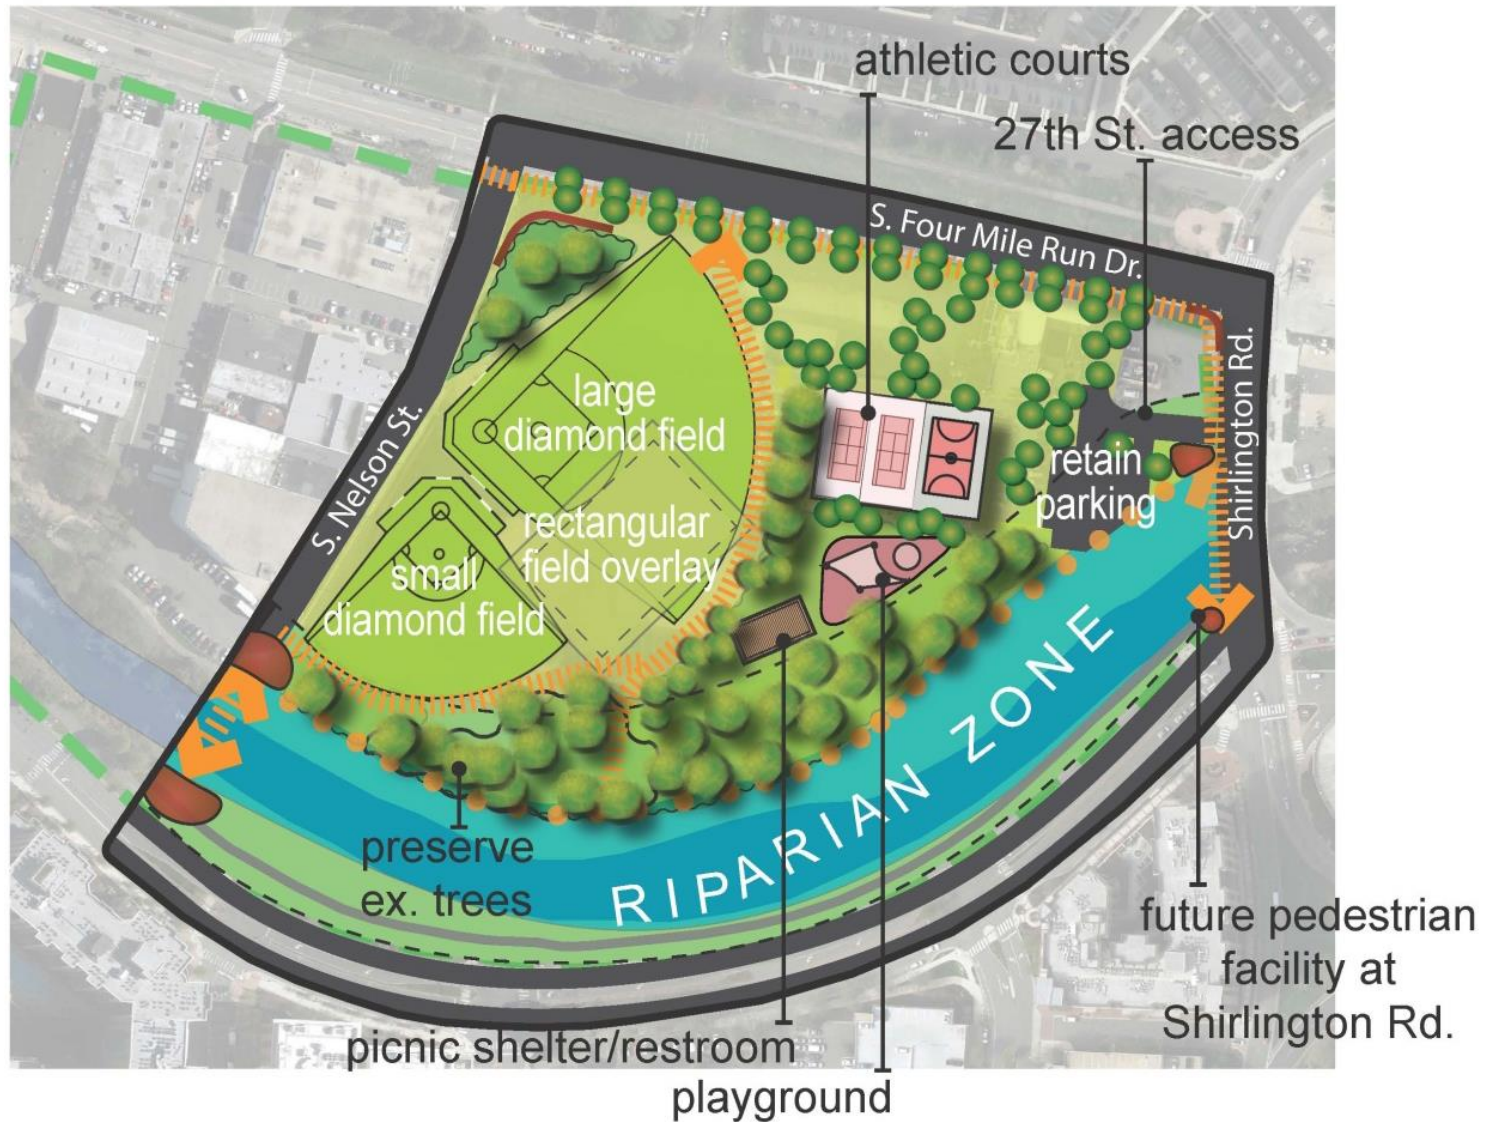 athletic courts
27th St. access
S. Four Mile Run Dr.
large
diamond field
S. Nelson St.
Shirlington Rd.
retain
parking
rectangular
field overlay
small
diamond field
RIPARIAN ZONE
preserve
ex. trees
future pedestrian
facility at
Shirlington Rd.
picnic shelter/restroom
playground